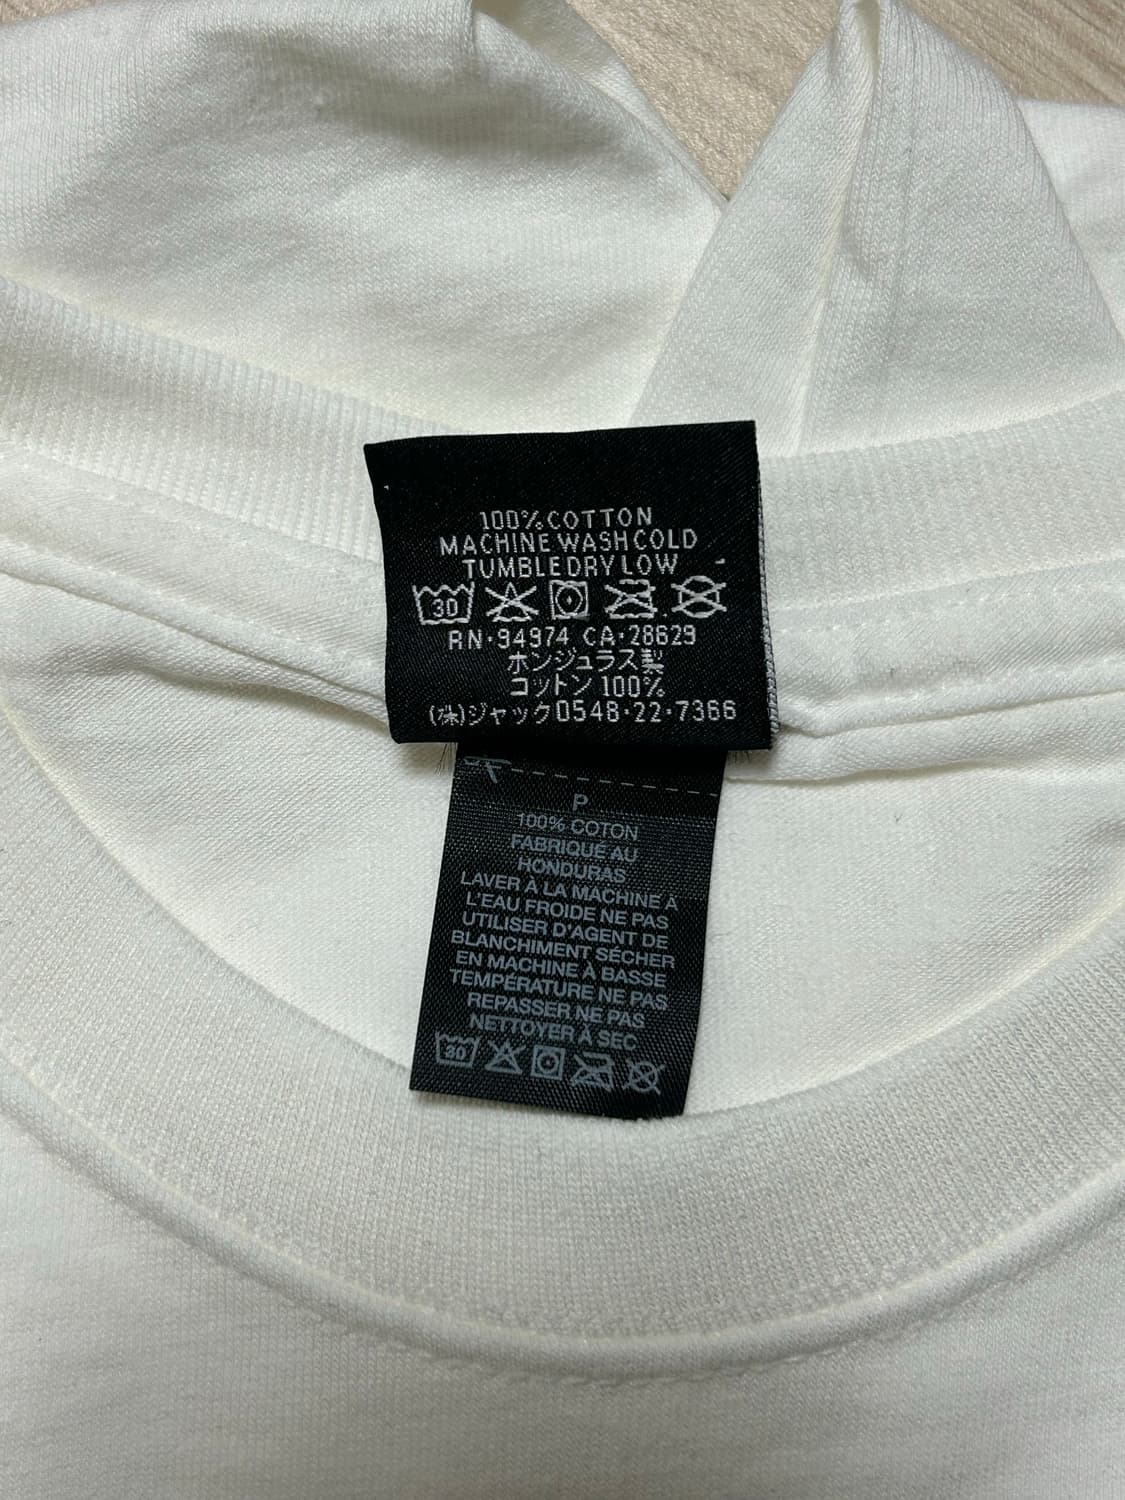 100% COTTON
MACHINE WASH COLD
TUMBLE DRY LOW
30
RN·94974 CA·28629
ホンジュラス製
コットン 100%
(株)ジャック0548·22·7366
P
100% COTON
FABRIQUÉ AU
HONDURAS
LAVER À LA MACHINE À
L'EAU FROIDE NE PAS
UTILISER D'AGENT DE
BLANCHIMENT SÉCHER
EN MACHINE À BASSE
TEMPÉRATURE NE PAS
REPASSER NE PAS
NETTOYER À SEC
30